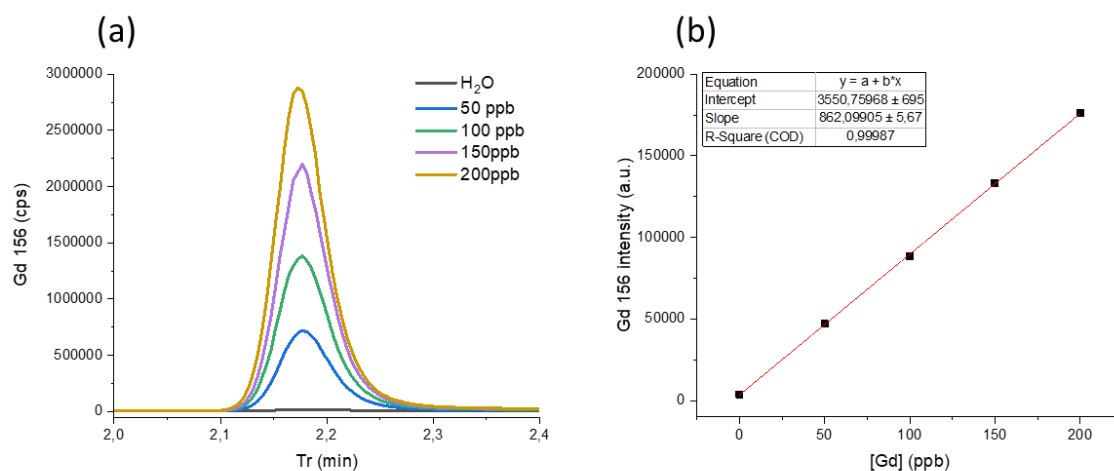 (a)
3000000
2500000
2000000
1500000
1000000
500000
0
Gd 156 (cps)
H₂O
50 ppb
100 ppb
150ppb
200ppb
2,0 2,1 2,2 2,3 2,4
Tr (min)
(b)
200000
150000
100000
50000
0
Gd 156 intensity (a.u.)
Equation y = a + b*x
Intercept 3550,75968 ± 695
Slope 862,09905 ± 5,67
R-Square (COD) 0,99987
0 50 100 150 200
[Gd] (ppb)